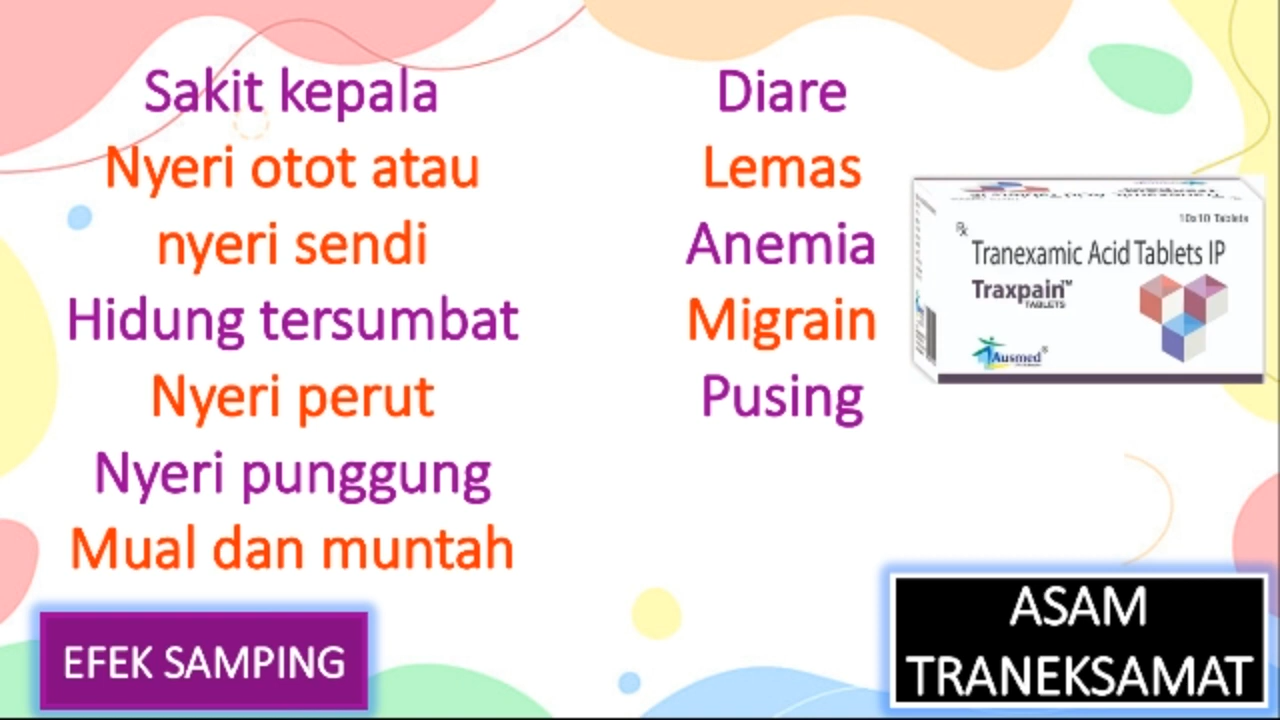 Sakit kepala
Nyeri otot atau
nyeri sendi
Hidung tersumbat
Nyeri perut
Nyeri punggung
Mual dan muntah
Diare
Lemas
Anemia
Migrain
Pusing
10x10 Tablets
Rx
Tranexamic Acid Tablets IP
Traxpain™
TABLETS
Ausmed®
EFEK SAMPING
ASAM
TRANEKSAMAT